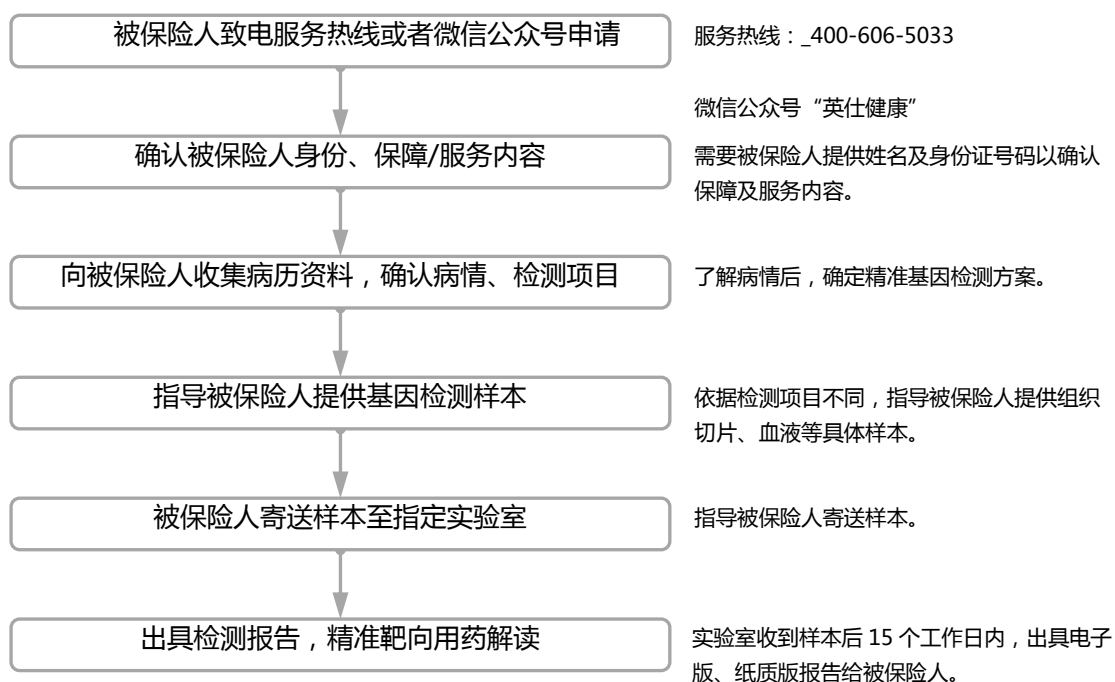 被保险人致电服务热线或者微信公众号申请
服务热线：_400-606-5033
微信公众号“英仕健康”
确认被保险人身份、保障/服务内容
需要被保险人提供姓名及身份证号码以确认
保障及服务内容。
向被保险人收集病历资料，确认病情、检测项目
了解病情后，确定精准基因检测方案。
指导被保险人提供基因检测样本
依据检测项目不同，指导被保险人提供组织
切片、血液等具体样本。
被保险人寄送样本至指定实验室
指导被保险人寄送样本。
出具检测报告，精准靶向用药解读
实验室收到样本后 15 个工作日内，出具电子
版、纸质版报告给被保险人。